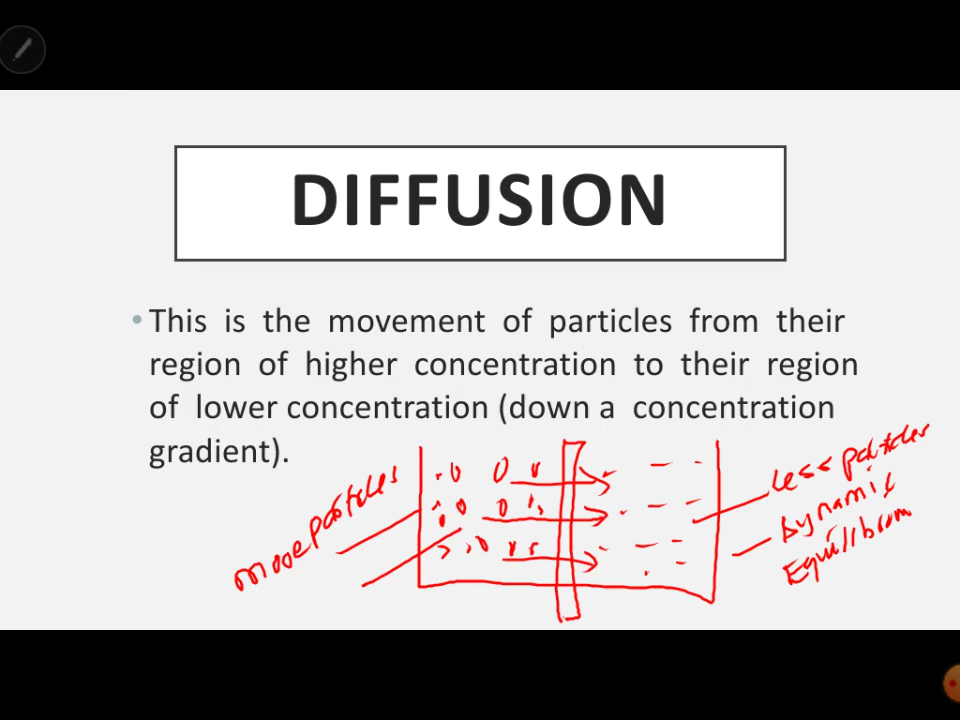 DIFFUSION
• This is the movement of particles from their
region of higher concentration to their region
of lower concentration (down a concentration
gradient).
more particles
Less particles
Dynamic
Equilibrium